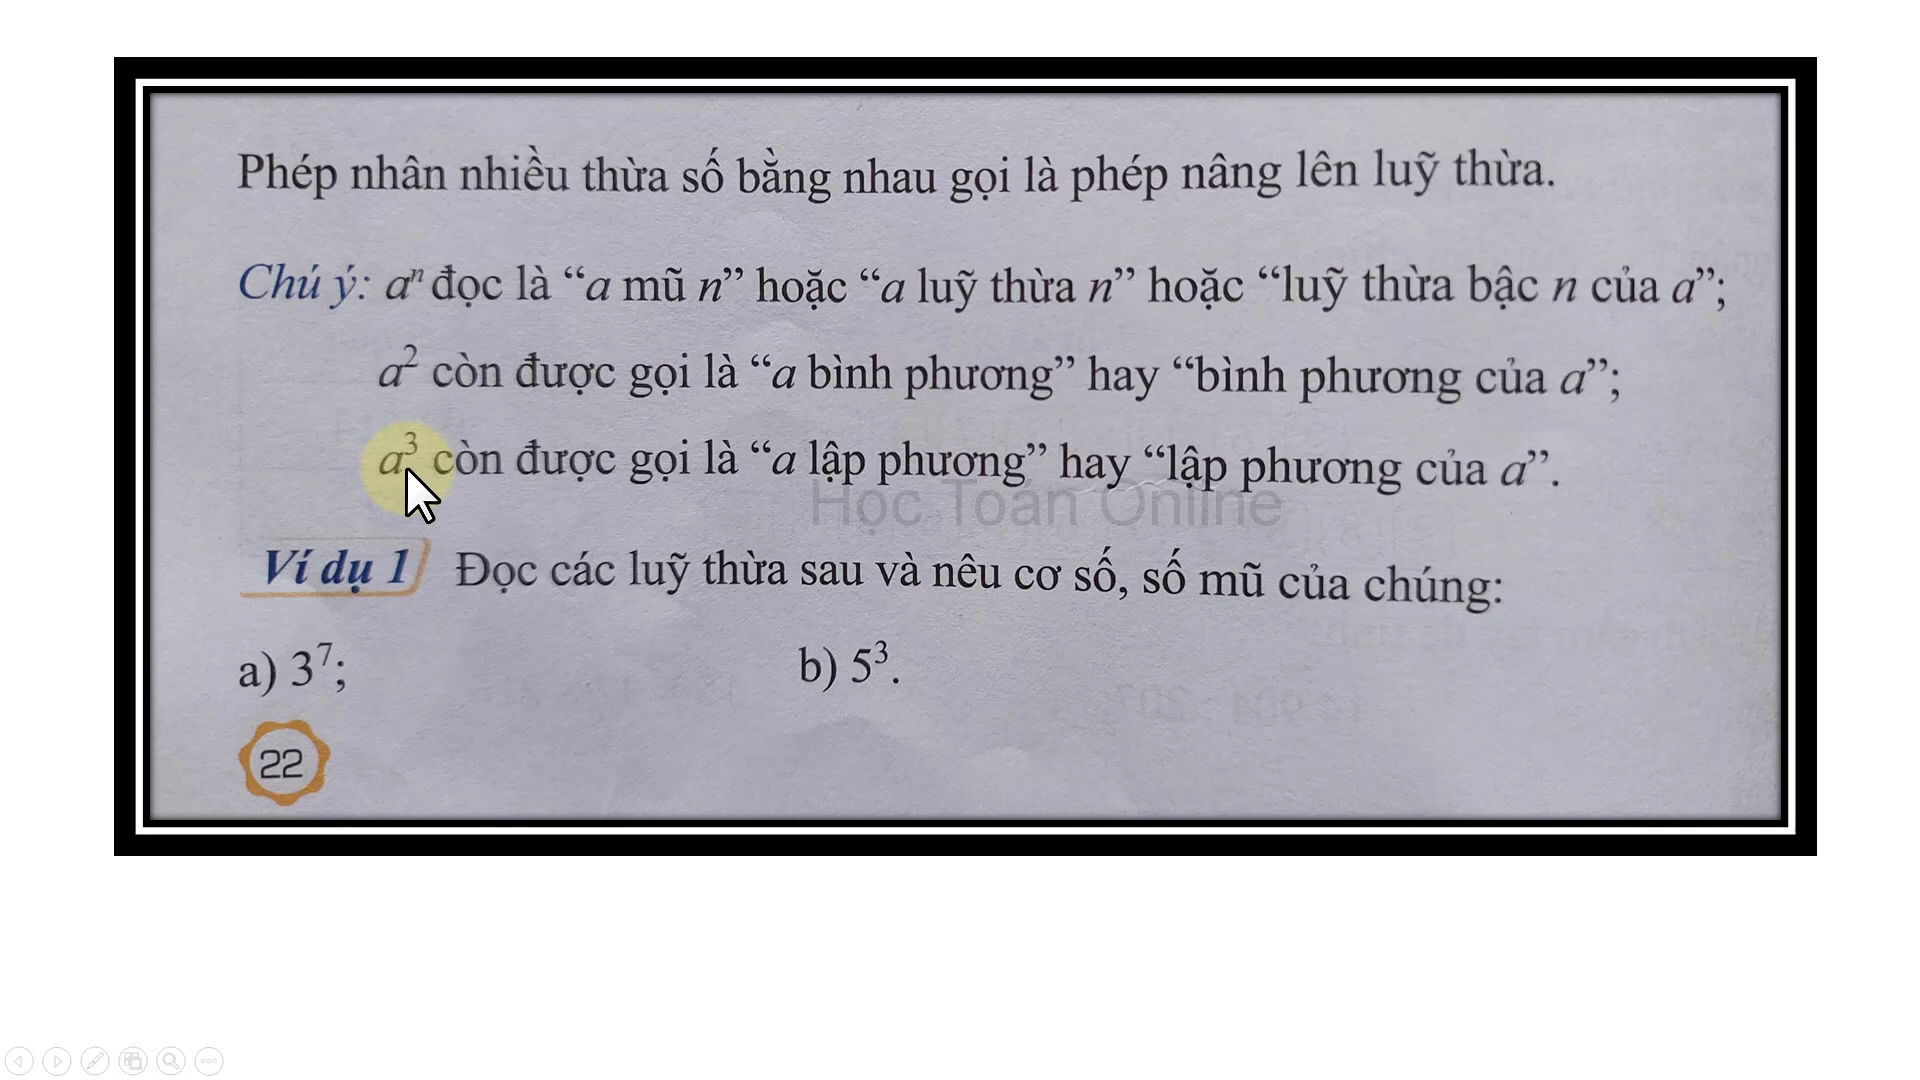 Phép nhân nhiều thừa số bằng nhau gọi là phép nâng lên luỹ thừa.
Chú ý: aⁿ đọc là “a mũ n” hoặc “a luỹ thừa n” hoặc “luỹ thừa bậc n của a”;
a² còn được gọi là “a bình phương” hay “bình phương của a”;
a³ còn được gọi là “a lập phương” hay “lập phương của a”.
Học Toán Online
Ví dụ 1 Đọc các luỹ thừa sau và nêu cơ số, số mũ của chúng:
a) 3⁷; b) 5³.
22